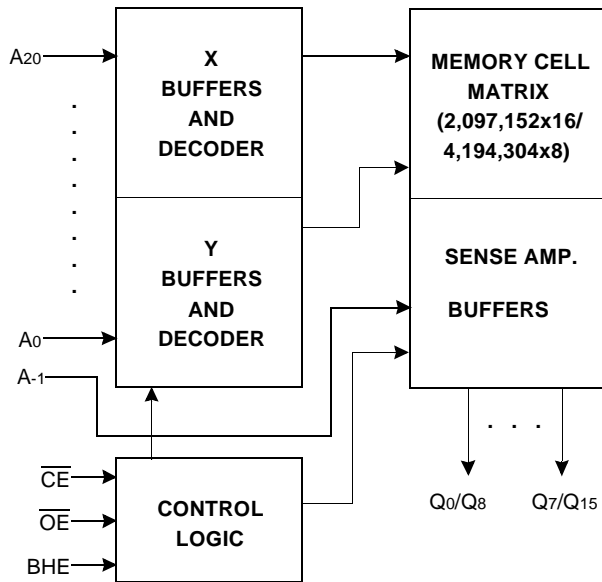 A20
X
BUFFERS
AND
DECODER
MEMORY CELL
MATRIX
(2,097,152x16/
4,194,304x8)
Y
BUFFERS
AND
DECODER
SENSE AMP.
BUFFERS
A0
A-1
CE
OE
BHE
CONTROL
LOGIC
. . .
Q0/Q8
Q7/Q15